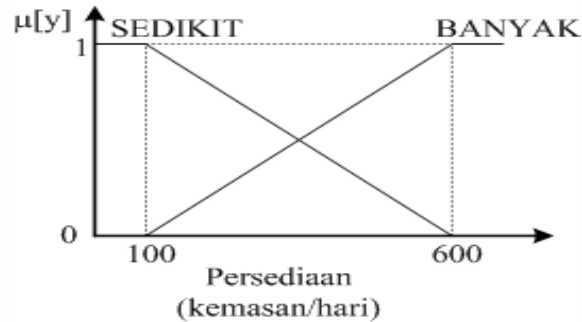 μ[y]
SEDIKIT BANYAK
1
0
100 600
Persediaan
(kemasan/hari)